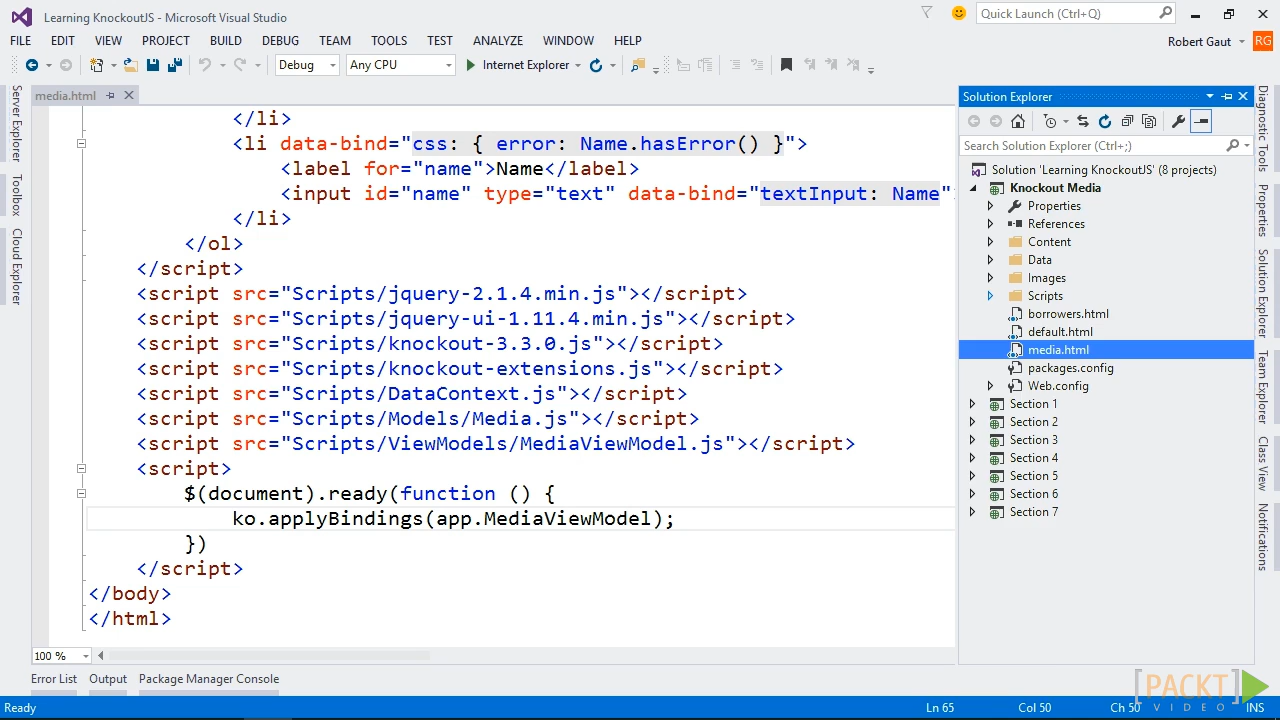 Learning KnockoutJS - Microsoft Visual Studio
Quick Launch (Ctrl+Q)
FILE EDIT VIEW PROJECT BUILD DEBUG TEAM TOOLS TEST ANALYZE WINDOW HELP
Robert Gaut RG
Debug Any CPU Internet Explorer
Server Explorer
Toolbox
Cloud Explorer
media.html
</li>
<li data-bind="css: { error: Name.hasError() }">
<label for="name">Name</label>
<input id="name" type="text" data-bind="textInput: Name"
</li>
</ol>
</script>
<script src="Scripts/jquery-2.1.4.min.js"></script>
<script src="Scripts/jquery-ui-1.11.4.min.js"></script>
<script src="Scripts/knockout-3.3.0.js"></script>
<script src="Scripts/knockout-extensions.js"></script>
<script src="Scripts/DataContext.js"></script>
<script src="Scripts/Models/Media.js"></script>
<script src="Scripts/ViewModels/MediaViewModel.js"></script>
<script>
$(document).ready(function () {
ko.applyBindings(app.MediaViewModel);
})
</script>
</body>
</html>
100 %
Solution Explorer
Search Solution Explorer (Ctrl+;)
Solution 'Learning KnockoutJS' (8 projects)
Knockout Media
Properties
References
Content
Data
Images
Scripts
borrowers.html
default.html
media.html
packages.config
Web.config
Section 1
Section 2
Section 3
Section 4
Section 5
Section 6
Section 7
Diagnostic Tools
Properties
Solution Explorer
Team Explorer
Class View
Notifications
Error List Output Package Manager Console
[PACKT]
VIDEO
Ready Ln 65 Col 50 Ch 50 INS